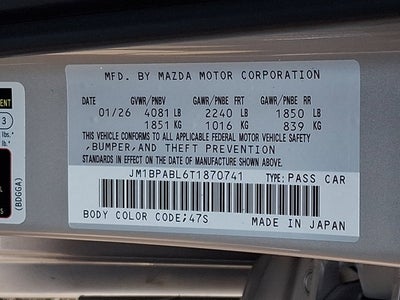 MFD. BY MAZDA MOTOR CORPORATION
DATE GVWR/PNBV GAWR/PNBE FRT GAWR/PNBE RR
01/26 4081 LB 2240 LB 1850 LB
1851 KG 1016 KG 839 KG
THIS VEHICLE CONFORMS TO ALL APPLICABLE FEDERAL MOTOR VEHICLE SAFETY
,BUMPER,AND THEFT PREVENTION
STANDARDS IN EFFECT ON THE DATE OF MANUFACTURE SHOWN ABOVE.
JM1BPABL6T1870741 TYPE:PASS CAR
BODY COLOR CODE;47S MADE IN JAPAN
(BDGGA)
3
lbs.